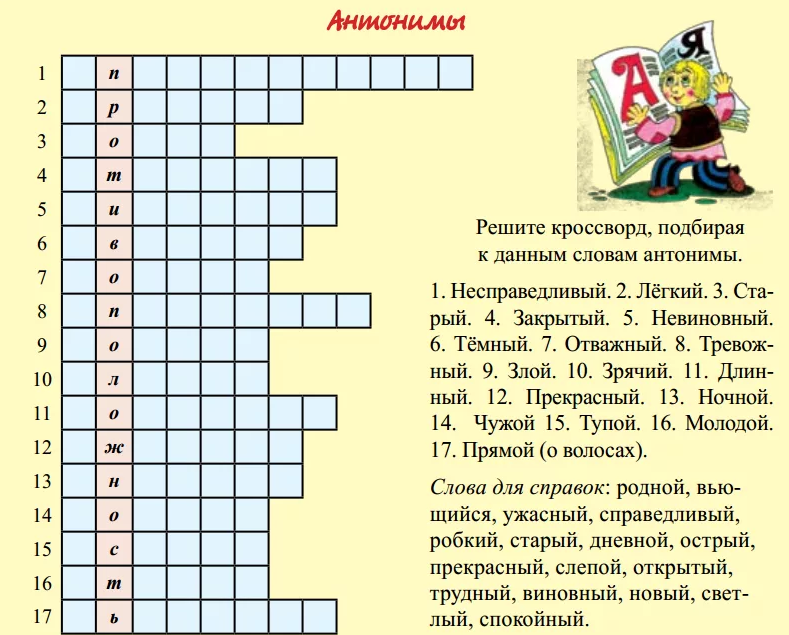 Антонимы
1 п
2 р
3 о
4 т
5 и
6 в
7 о
8 п
9 о
10 л
11 о
12 ж
13 н
14 о
15 с
16 т
17 ь
А Я
Решите кроссворд, подбирая
к данным словам антонимы.
1. Несправедливый. 2. Лёгкий. 3. Ста-
рый. 4. Закрытый. 5. Невиновный.
6. Тёмный. 7. Отважный. 8. Тревож-
ный. 9. Злой. 10. Зрячий. 11. Длин-
ный. 12. Прекрасный. 13. Ночной.
14. Чужой 15. Тупой. 16. Молодой.
17. Прямой (о волосах).
Слова для справок: родной, вью-
щийся, ужасный, справедливый,
робкий, старый, дневной, острый,
прекрасный, слепой, открытый,
трудный, виновный, новый, свет-
лый, спокойный.